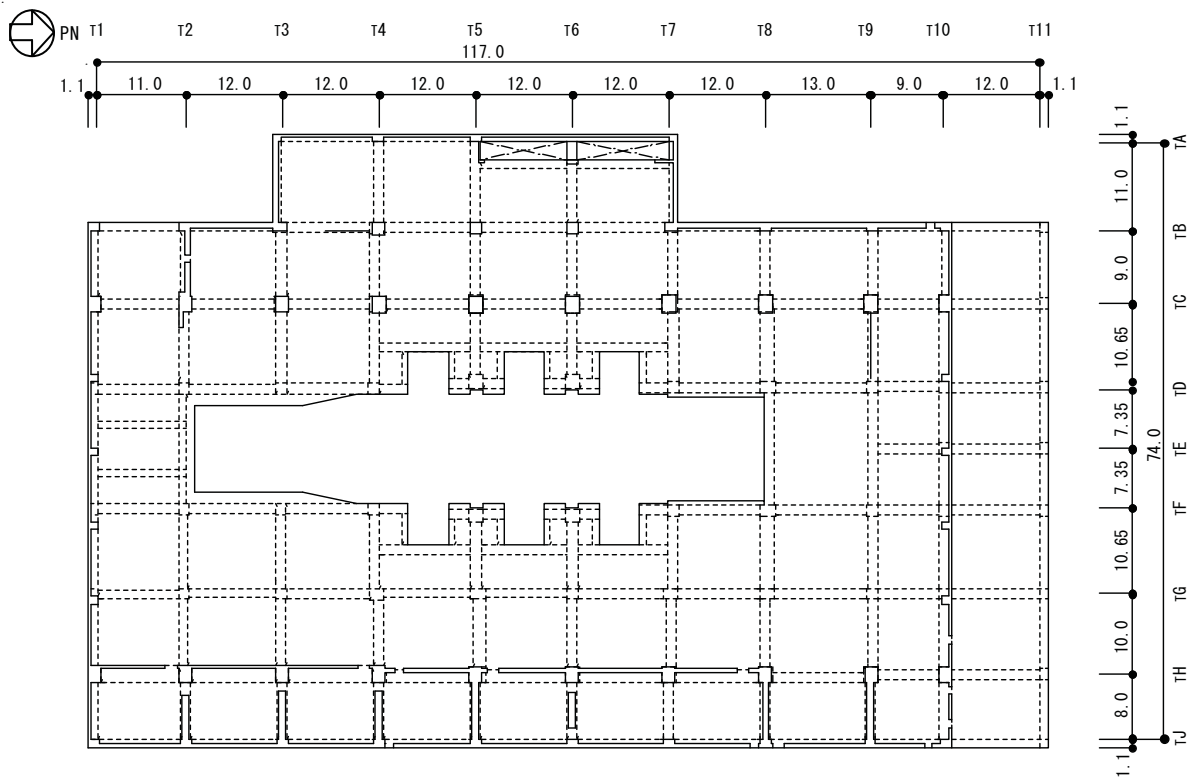 PN T1 T2 T3 T4 T5 T6 T7 T8 T9 T10 T11
117.0
1.1 11.0 12.0 12.0 12.0 12.0 12.0 12.0 13.0 9.0 12.0 1.1
1.1
TA
11.0
TB
9.0
TC
10.65
TD
7.35
74.0
TE
7.35
TF
10.65
TG
10.0
TH
8.0
TJ
1.1